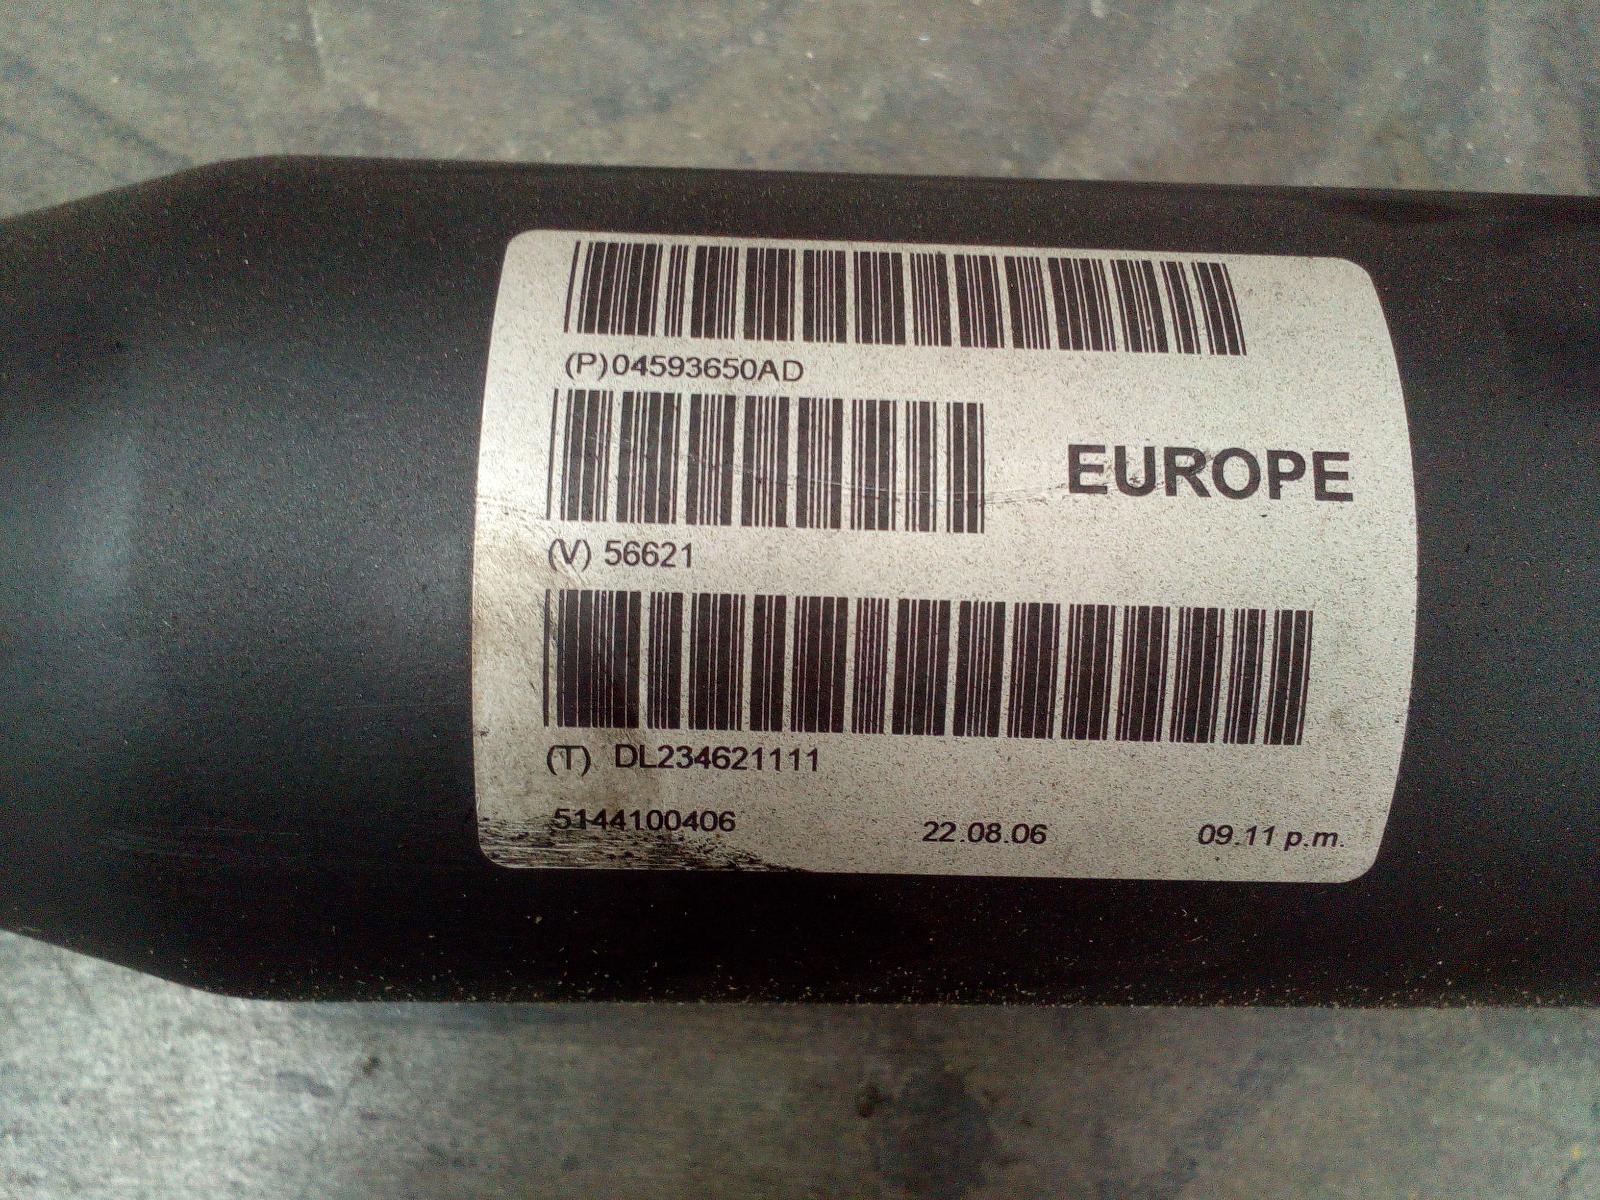 (P)04593650AD
EUROPE
(V) 56621
(T) DL234621111
5144100406 22.08.06 09.11 p.m.